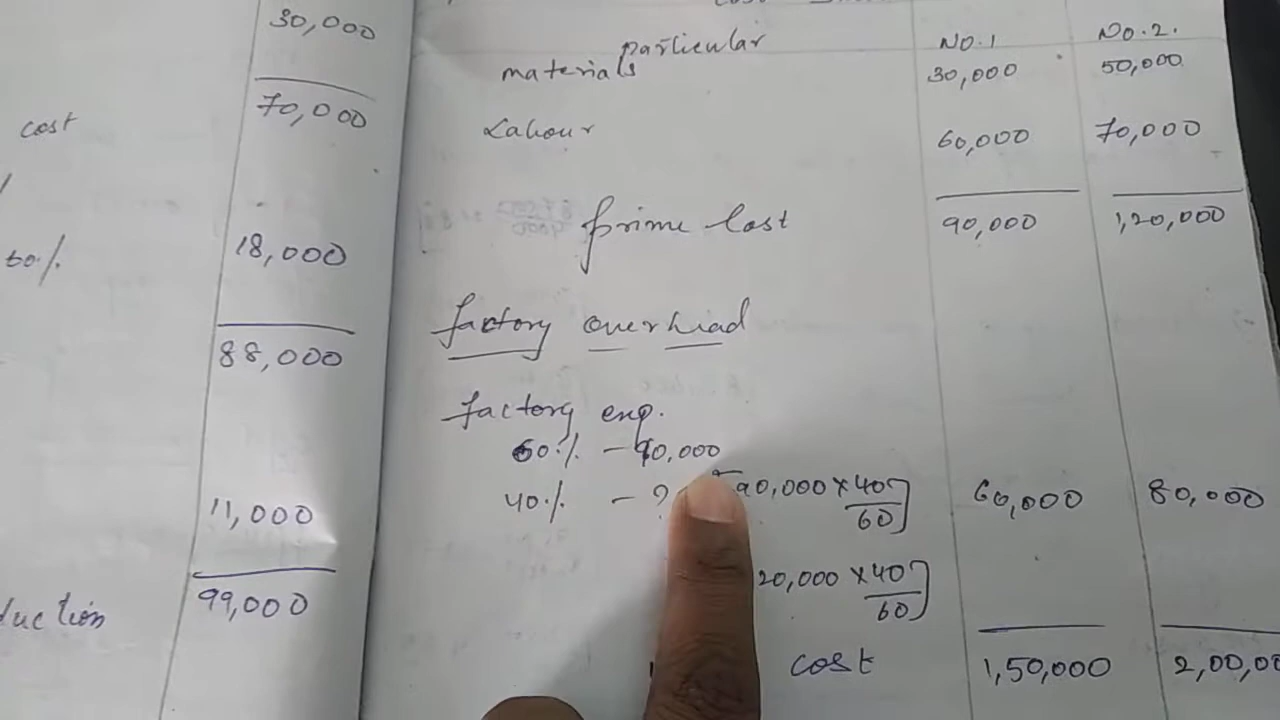 30,000
70,000
cost
50%
18,000
88,000
11,000
99,000
duction
particular No.1 No.2.
materials 30,000 50,000
Labour 60,000 70,000
prime Cost 90,000 1,20,000
factory overhead
factory exp.
60% - 90,000
40% - ? 90,000 x 40 60,000 80,000
60
20,000 x 40
60
cost 1,50,000 2,00,00